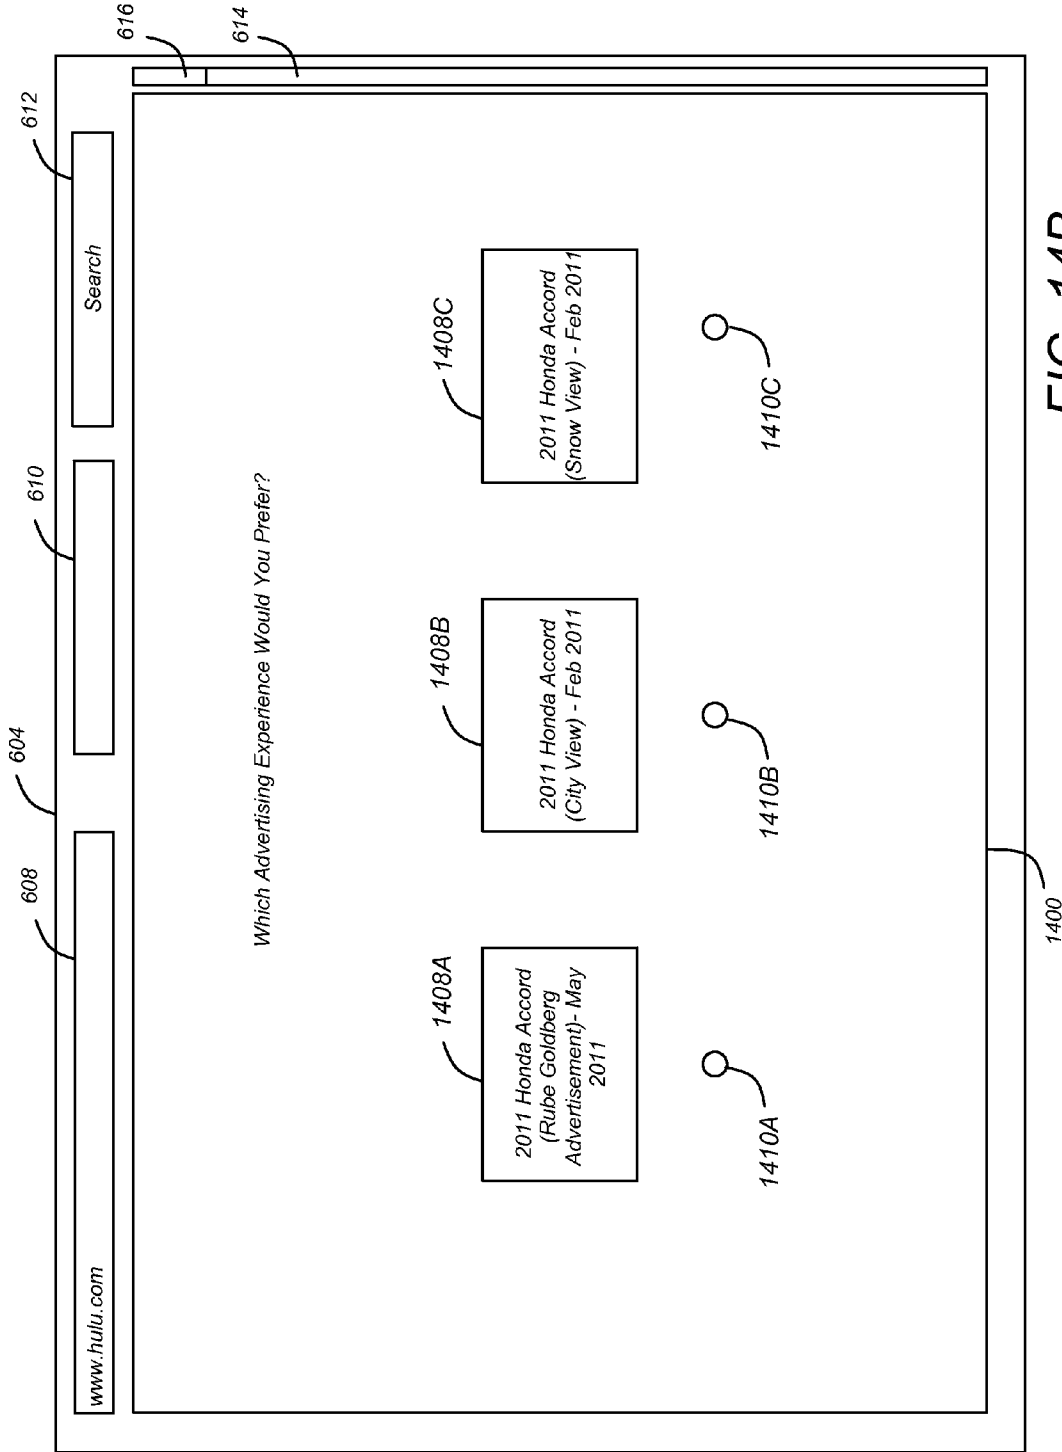 604
608
610
612
616
614
www.hulu.com
Search
Which Advertising Experience Would You Prefer?
1408A
2011 Honda Accord
(Rube Goldberg
Advertisement)- May
2011
1410A
1408B
2011 Honda Accord
(City View) - Feb 2011
1410B
1408C
2011 Honda Accord
(Snow View) - Feb 2011
1410C
1400
FIG. 14B